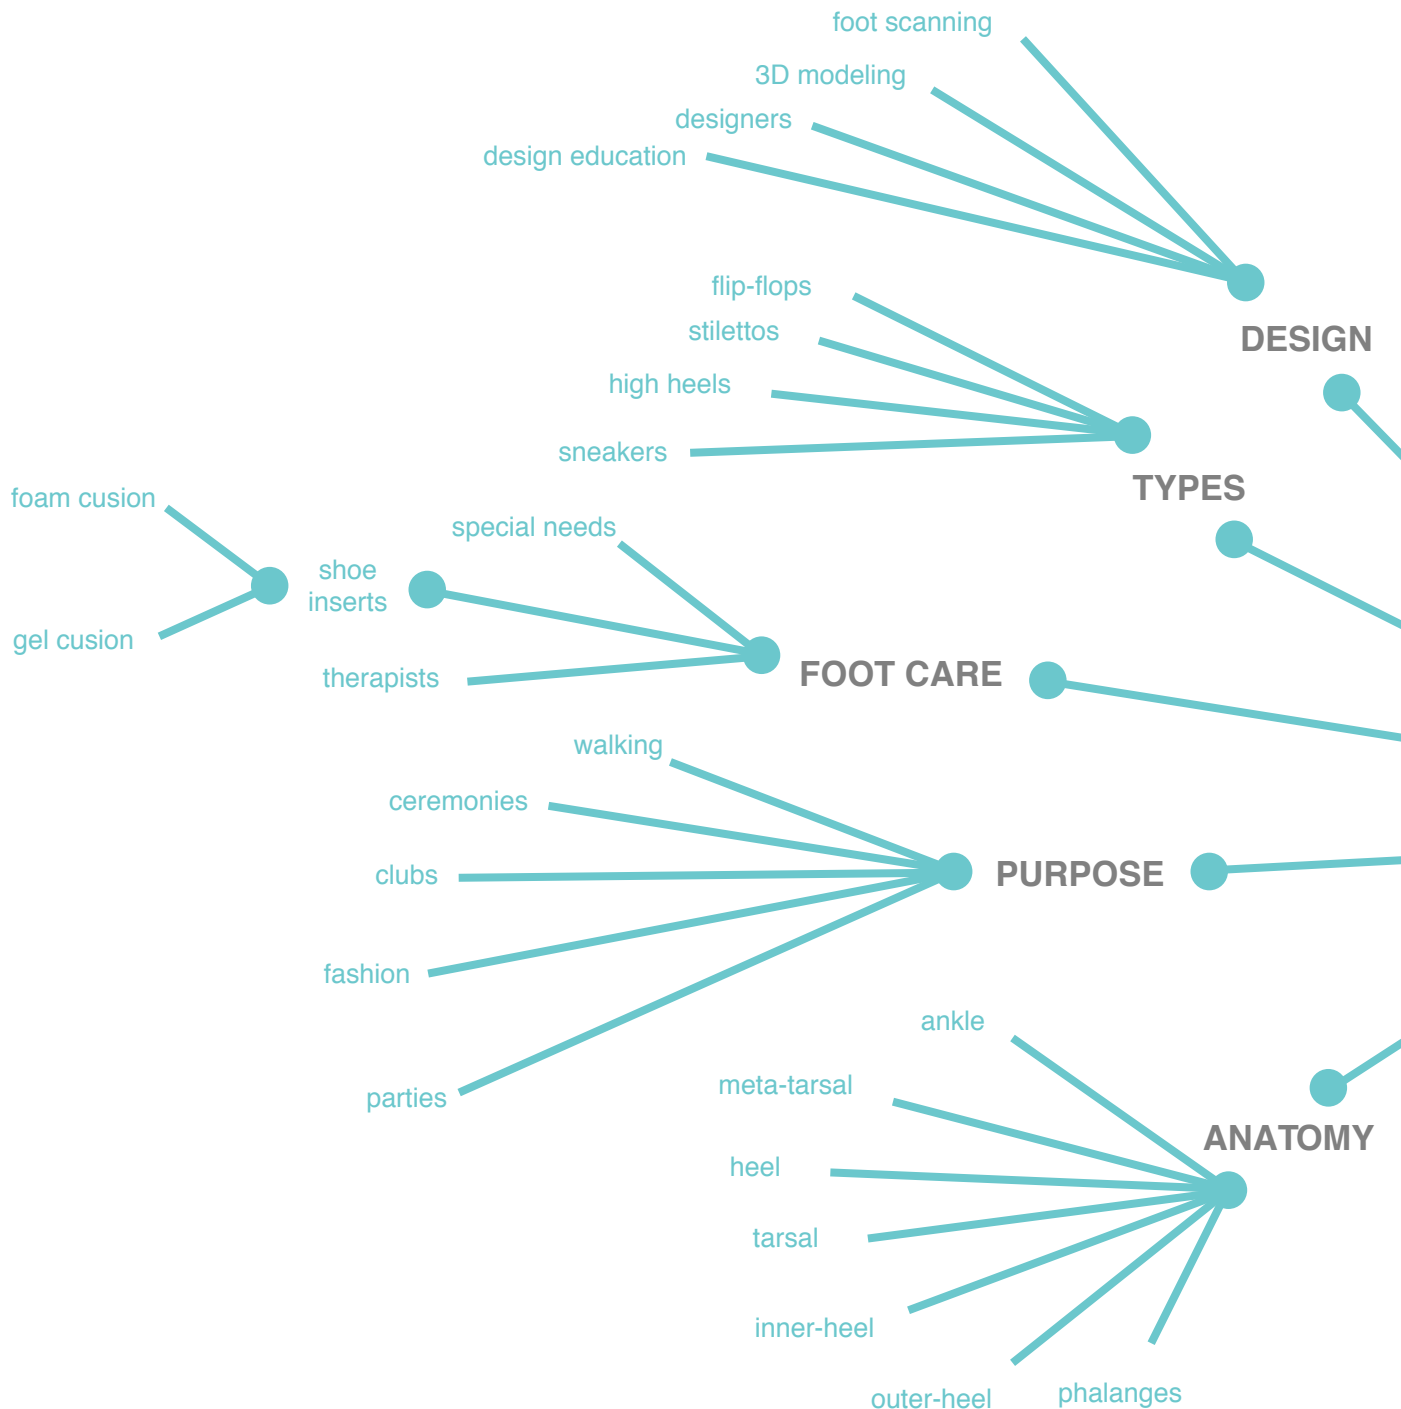 foot scanning
3D modeling
designers
design education
DESIGN
flip-flops
stilettos
high heels
sneakers
TYPES
foam cusion
gel cusion
shoe
inserts
special needs
therapists
FOOT CARE
walking
ceremonies
clubs
fashion
parties
PURPOSE
ankle
meta-tarsal
heel
tarsal
inner-heel
outer-heel
phalanges
ANATOMY